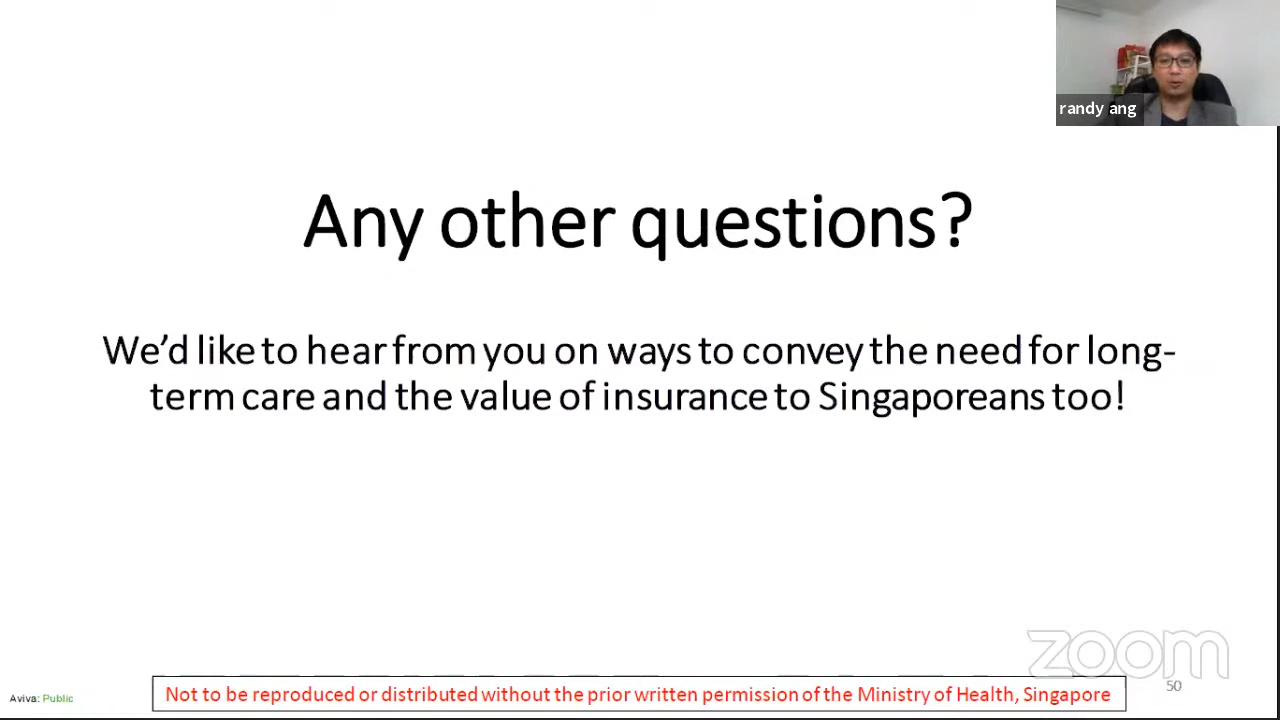 randy ang
Any other questions?
We’d like to hear from you on ways to convey the need for long-
term care and the value of insurance to Singaporeans too!
zoom
50
Aviva: Public
Not to be reproduced or distributed without the prior written permission of the Ministry of Health, Singapore